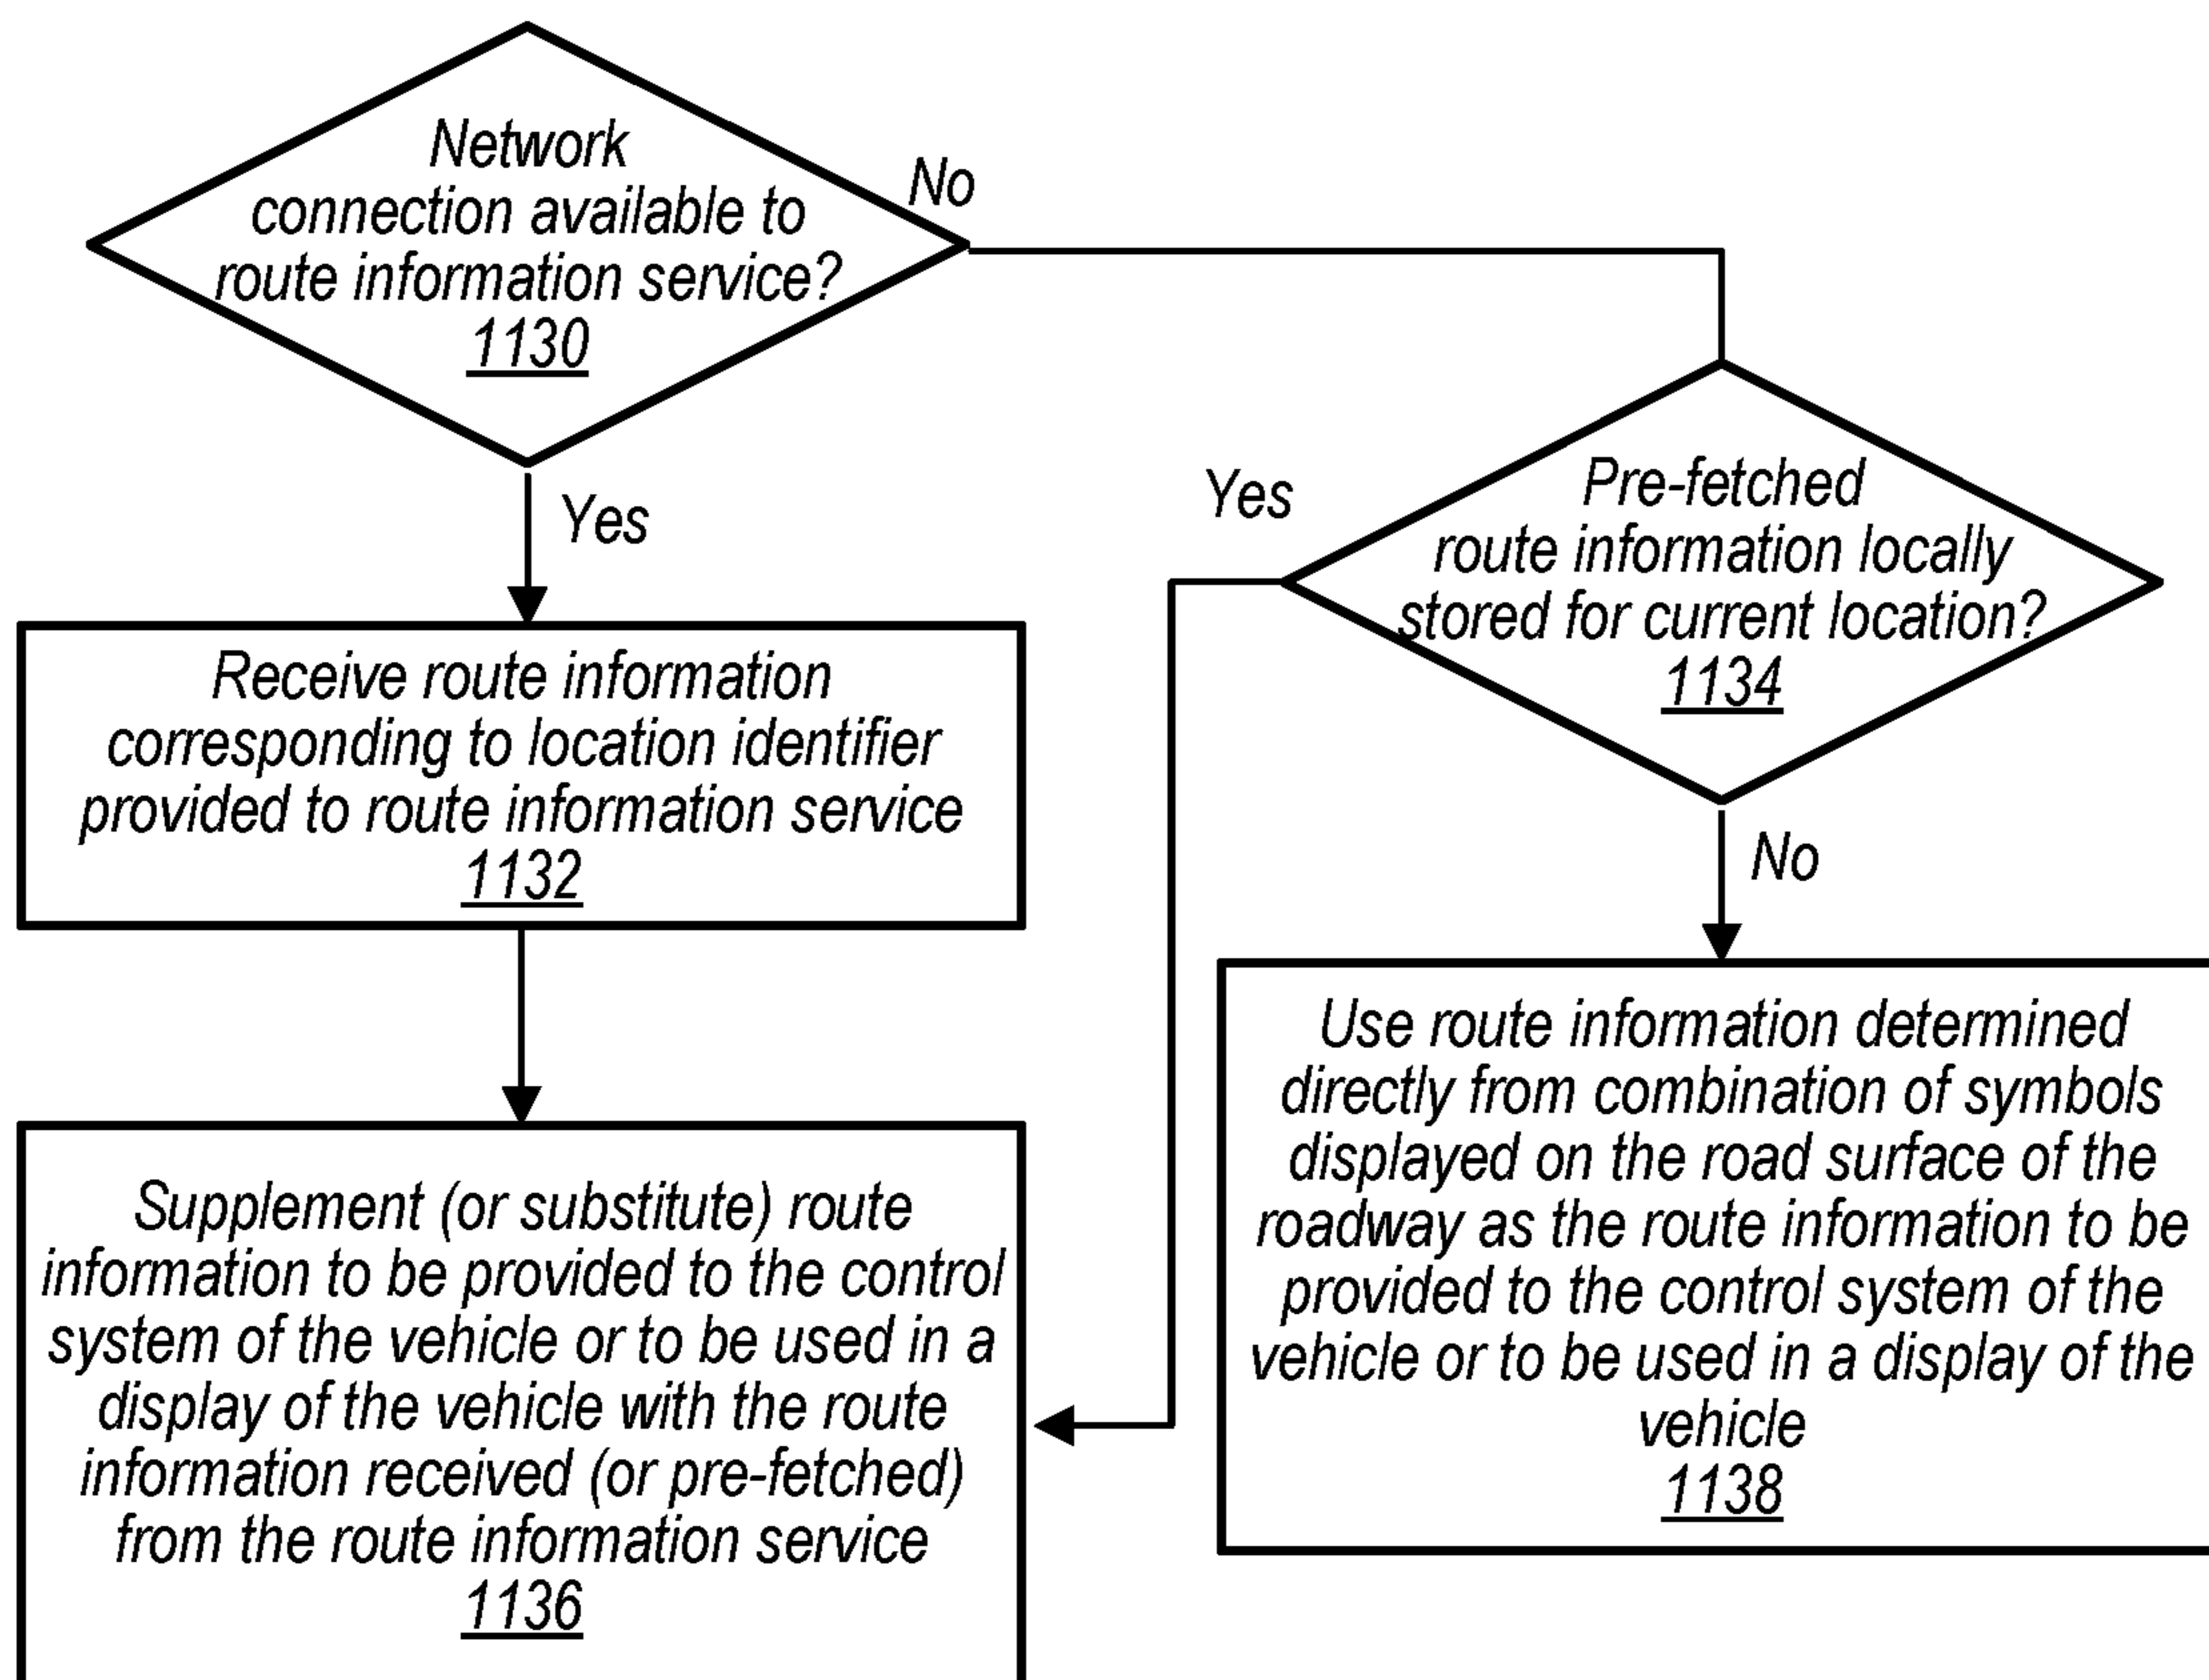 Network
connection available to
route information service?
1130
No
Yes
Receive route information
corresponding to location identifier
provided to route information service
1132
Supplement (or substitute) route
information to be provided to the control
system of the vehicle or to be used in a
display of the vehicle with the route
information received (or pre-fetched)
from the route information service
1136
Pre-fetched
route information locally
stored for current location?
1134
Yes
No
Use route information determined
directly from combination of symbols
displayed on the road surface of the
roadway as the route information to be
provided to the control system of the
vehicle or to be used in a display of the
vehicle
1138